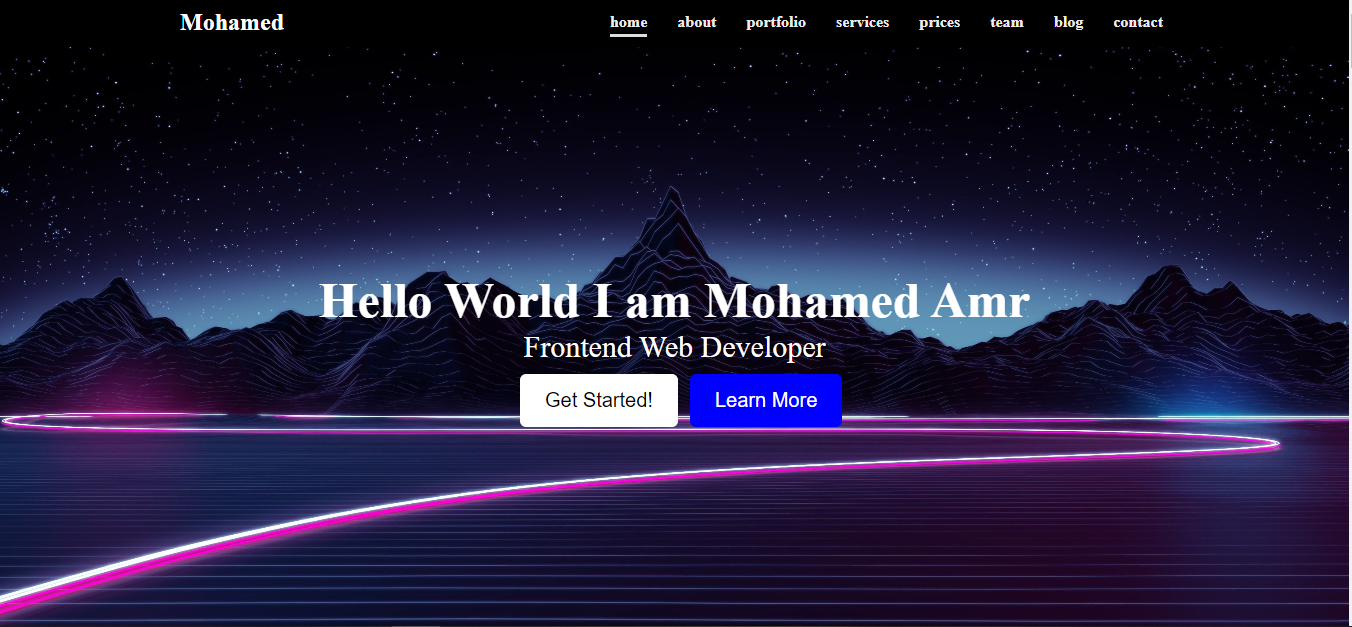 Mohamed
home about portfolio services prices team blog contact
Hello World I am Mohamed Amr
Frontend Web Developer
Get Started! Learn More